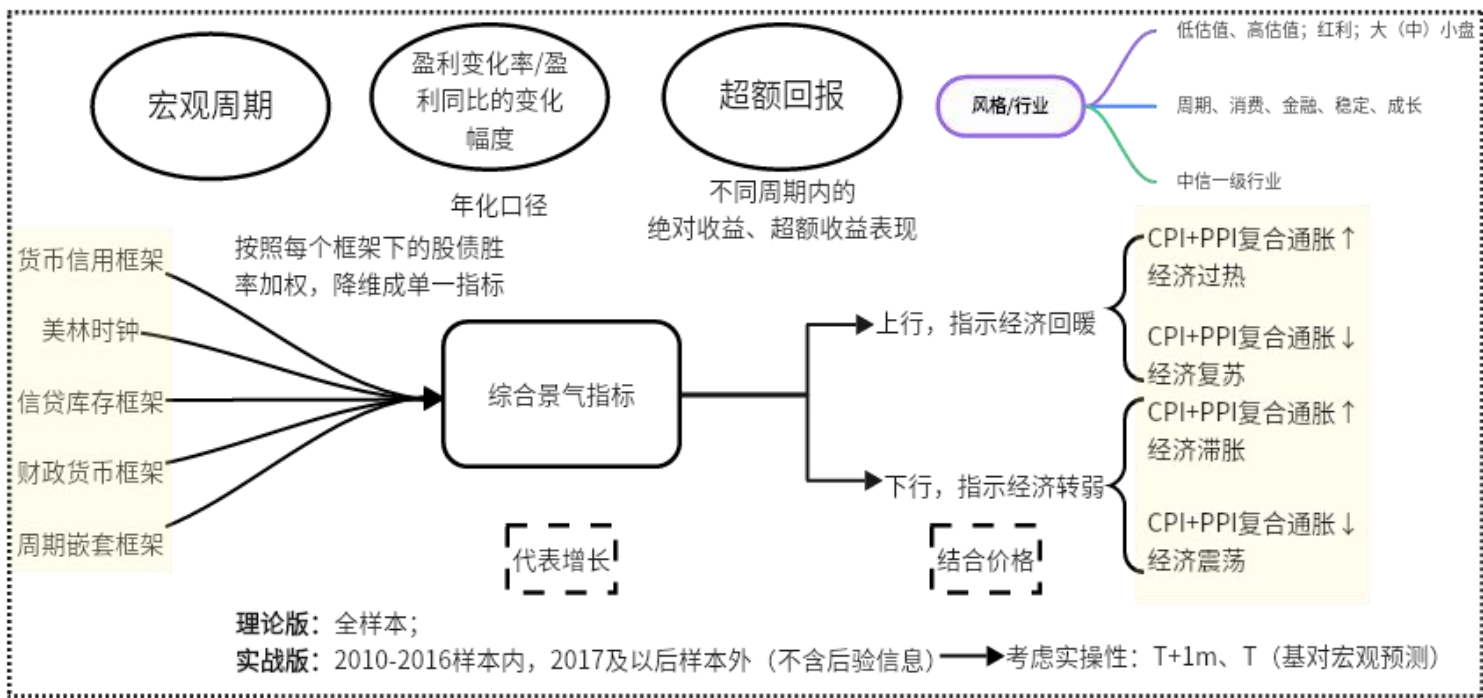 宏观周期
盈利变化率/盈
利同比的变化
幅度
年化口径
超额回报
不同周期内的
绝对收益、超额收益表现
风格/行业
低估值、高估值；红利；大（中）小盘
周期、消费、金融、稳定、成长
中信一级行业
货币信用框架
美林时钟
信贷库存框架
财政货币框架
周期嵌套框架
按照每个框架下的股债胜
率加权，降维成单一指标
综合景气指标
上行，指示经济回暖
下行，指示经济转弱
CPI+PPI复合通胀↑
经济过热
CPI+PPI复合通胀↓
经济复苏
CPI+PPI复合通胀↑
经济滞胀
CPI+PPI复合通胀↓
经济震荡
代表增长
结合价格
理论版：全样本；
实战版：2010-2016样本内，2017及以后样本外（不含后验信息）
考虑实操性：T+1m、T（基对宏观预测）